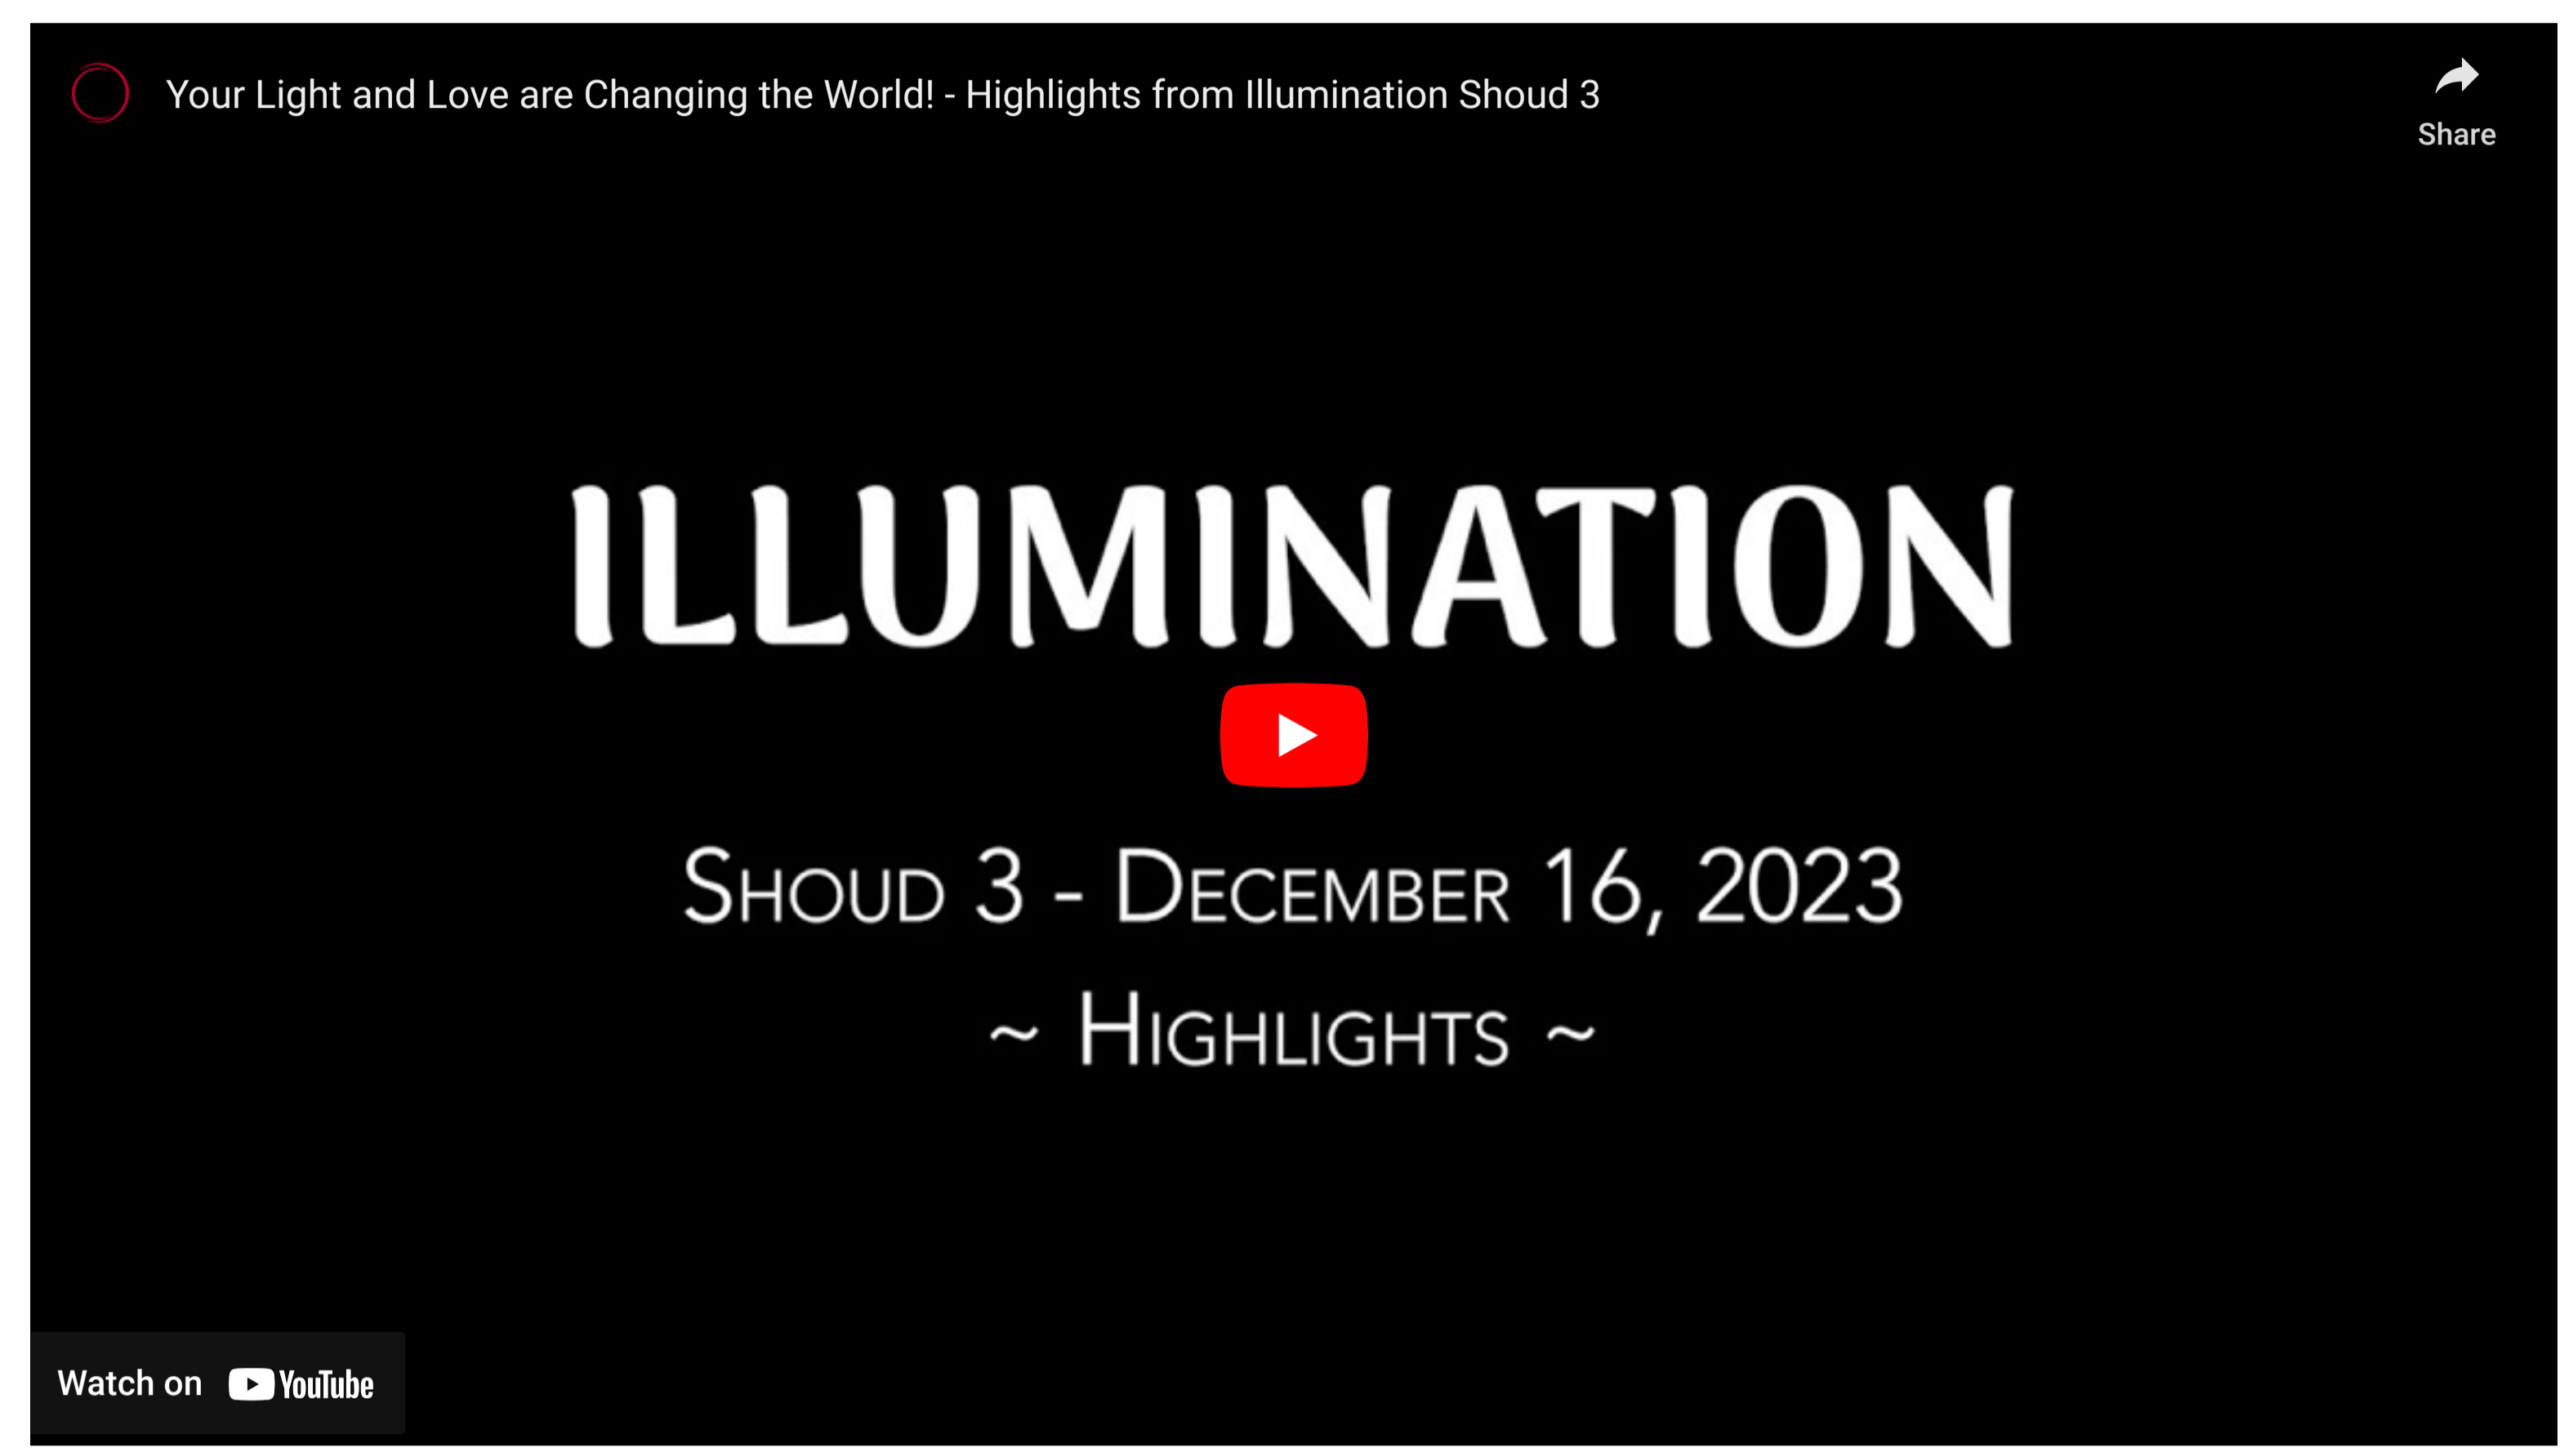 Your Light and Love are Changing the World! - Highlights from Illumination Shoud 3
Share
ILLUMINATION
SHOUD 3 - DECEMBER 16, 2023
~ HIGHLIGHTS ~
Watch on YouTube